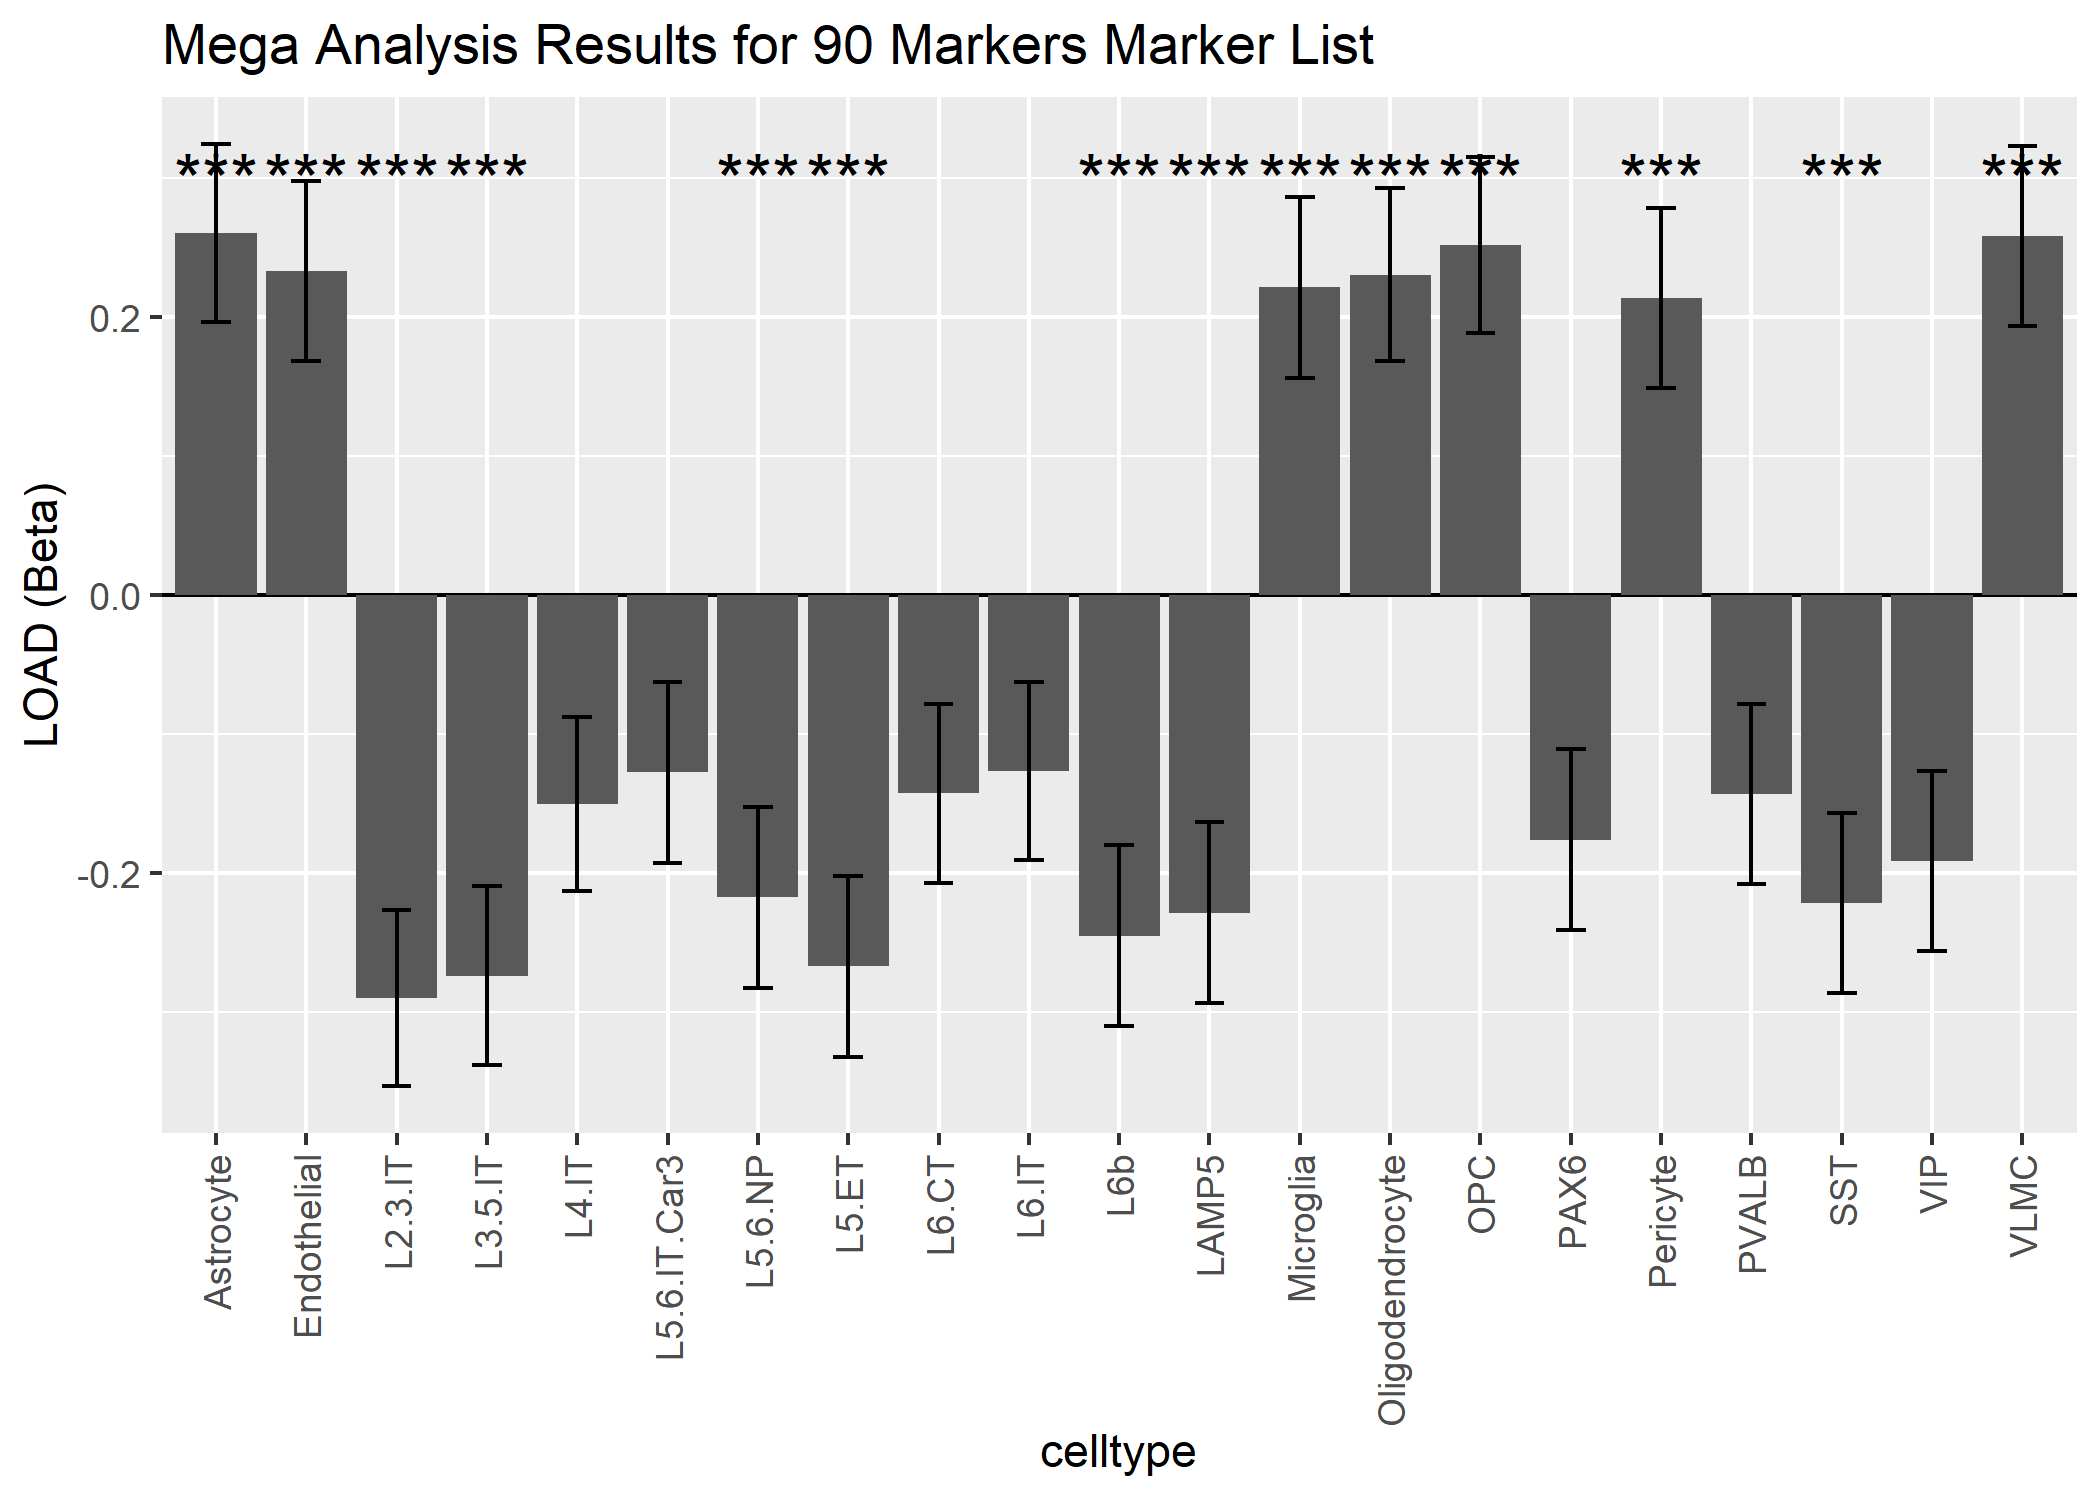 Mega Analysis Results for 90 Markers Marker List
*** *** *** *** *** *** *** *** *** *** *** *** *** ***
LOAD (Beta)
0.2
0.0
-0.2
Astrocyte
Endothelial
L2.3.IT
L3.5.IT
L4.IT
L5.6.IT.Car3
L5.6.NP
L5.ET
L6.CT
L6.IT
L6b
LAMP5
Microglia
Oligodendrocyte
OPC
PAX6
Pericyte
PVALB
SST
VIP
VLMC
celltype